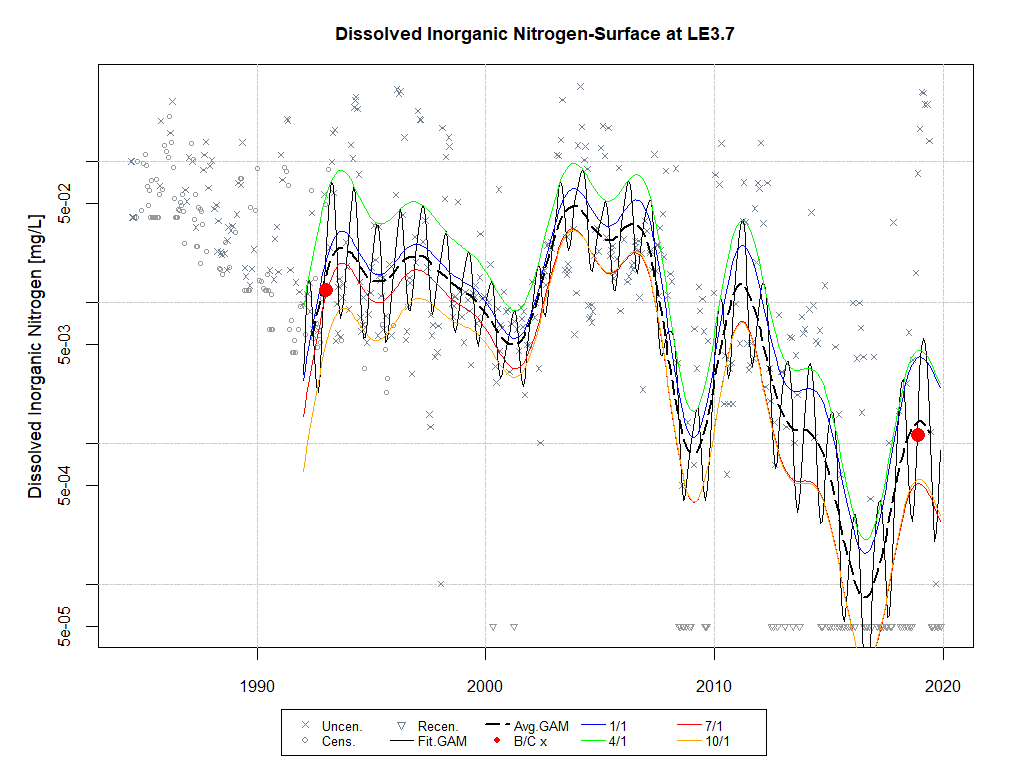 Dissolved Inorganic Nitrogen-Surface at LE3.7
Dissolved Inorganic Nitrogen [mg/L]
5e-02
5e-03
5e-04
5e-05
1990 2000 2010 2020
Uncen. Recen. Avg.GAM 1/1 7/1
Cens. Fit.GAM B/C x 4/1 10/1